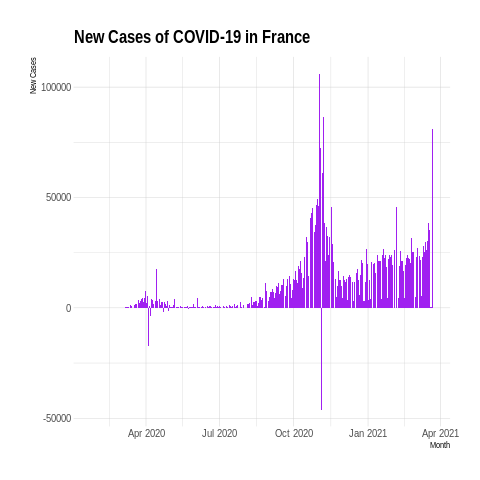 New Cases of COVID-19 in France
New Cases
100000
50000
0
-50000
Apr 2020 Jul 2020 Oct 2020 Jan 2021 Apr 2021
Month